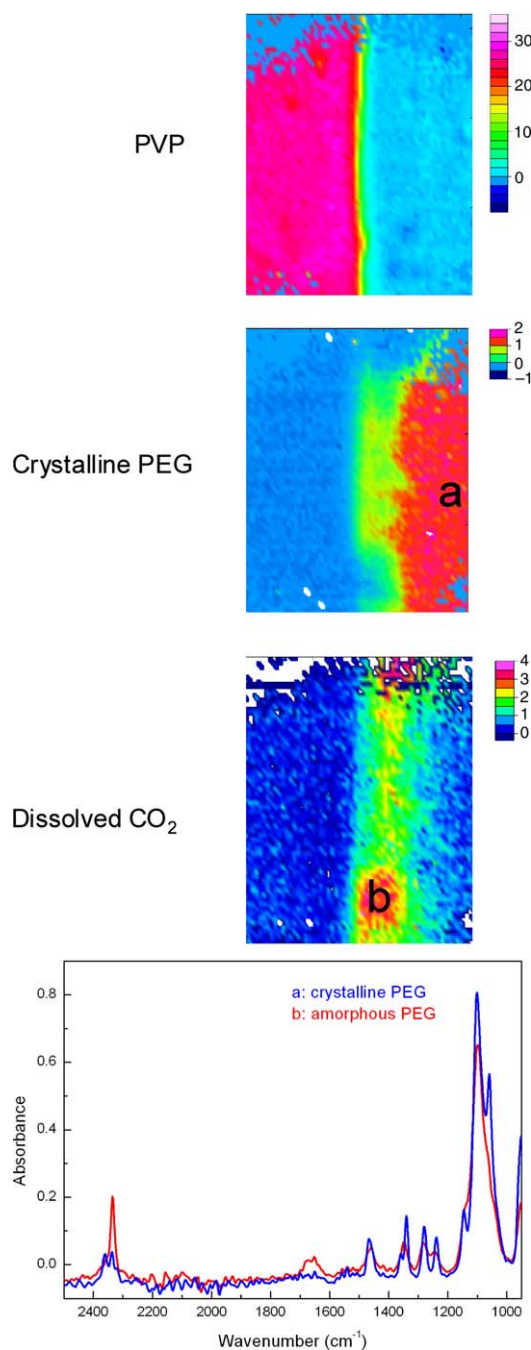 PVP
30
20
10
0
Crystalline PEG
2
1
0
−1
a
Dissolved CO₂
4
3
2
1
0
b
a: crystalline PEG
b: amorphous PEG
0.8
0.6
0.4
0.2
0.0
Absorbance
2400 2200 2000 1800 1600 1400 1200 1000
Wavenumber (cm⁻¹)